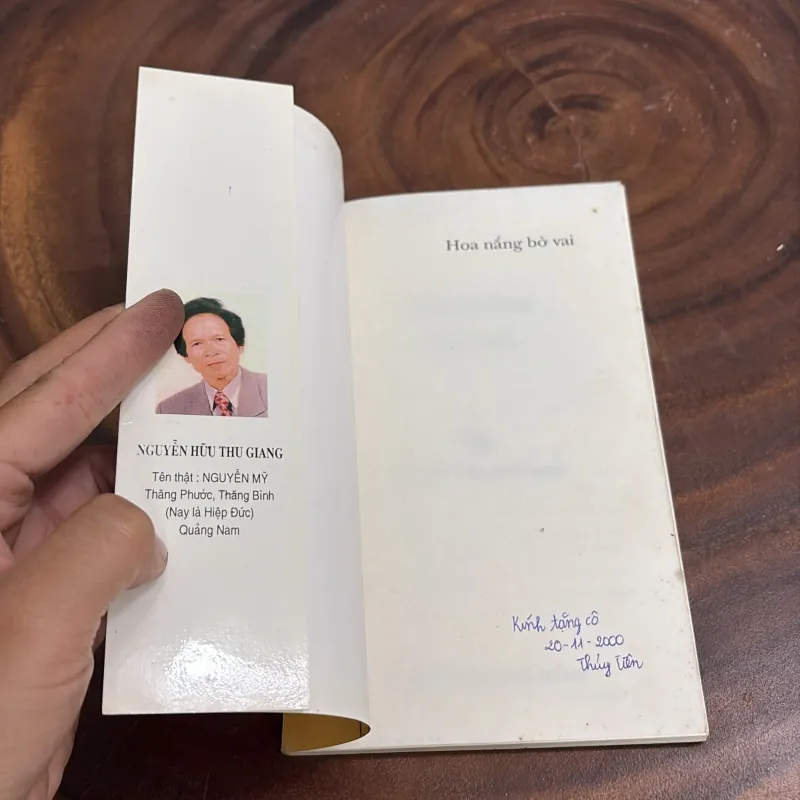 NGUYỄN HỮU THU GIANG
Tên thật : NGUYỄN MỸ
Thăng Phước, Thăng Bình
(Nay là Hiệp Đức)
Quảng Nam
Hoa nắng bờ vai
Kính tặng cô
20-11-2000
Thúy Tiên